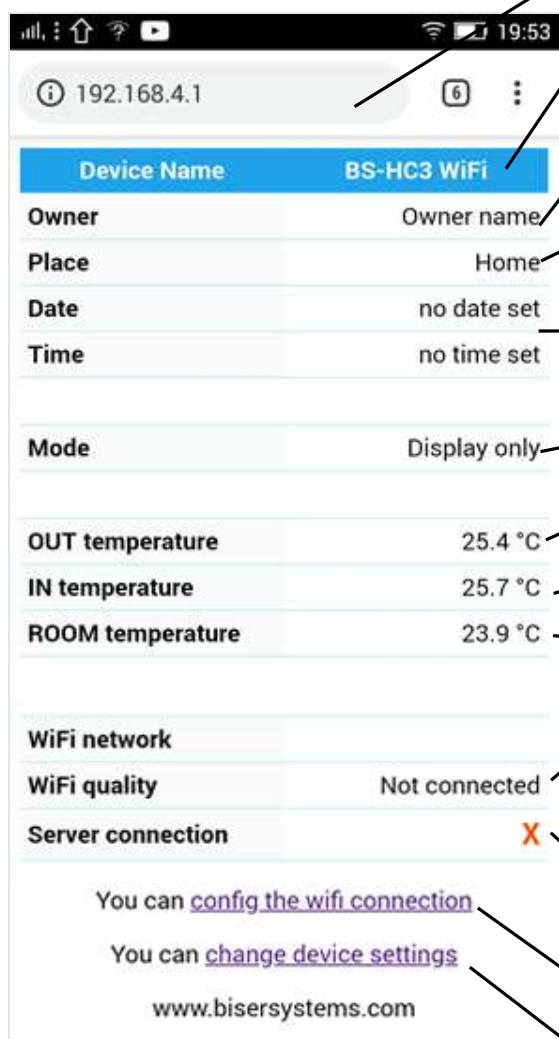 19:53
192.168.4.1 6
Device Name BS-HC3 WiFi
Owner Owner name
Place Home
Date no date set
Time no time set
Mode Display only
OUT temperature 25.4 °C
IN temperature 25.7 °C
ROOM temperature 23.9 °C
WiFi network
WiFi quality Not connected
Server connection X
You can config the wifi connection
You can change device settings
www.bisersystems.com